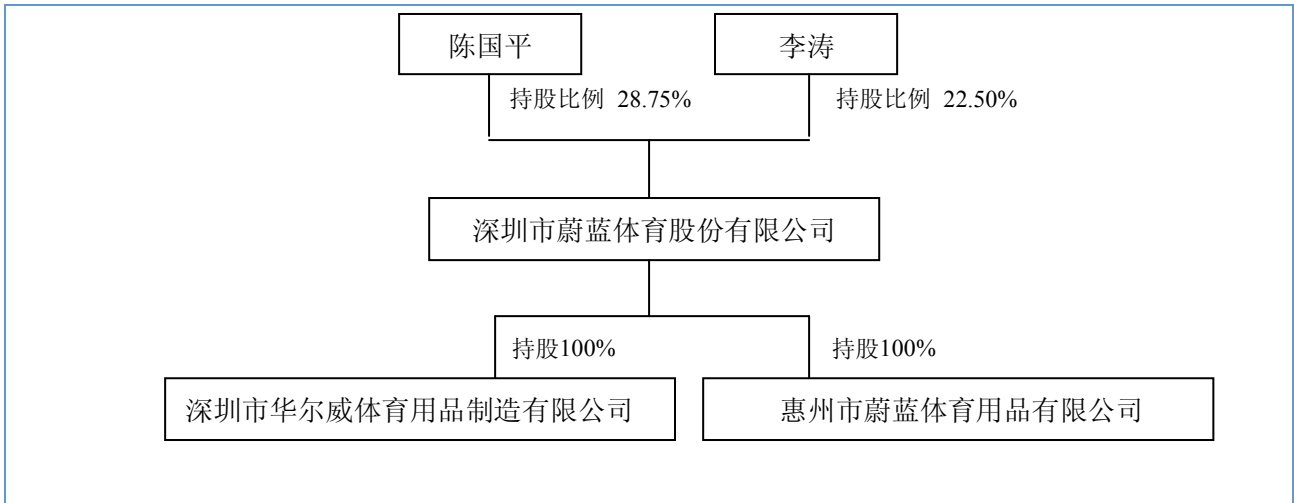 陈国平
李涛
持股比例 28.75%
持股比例 22.50%
深圳市蔚蓝体育股份有限公司
持股100%
持股100%
深圳市华尔威体育用品制造有限公司
惠州市蔚蓝体育用品有限公司